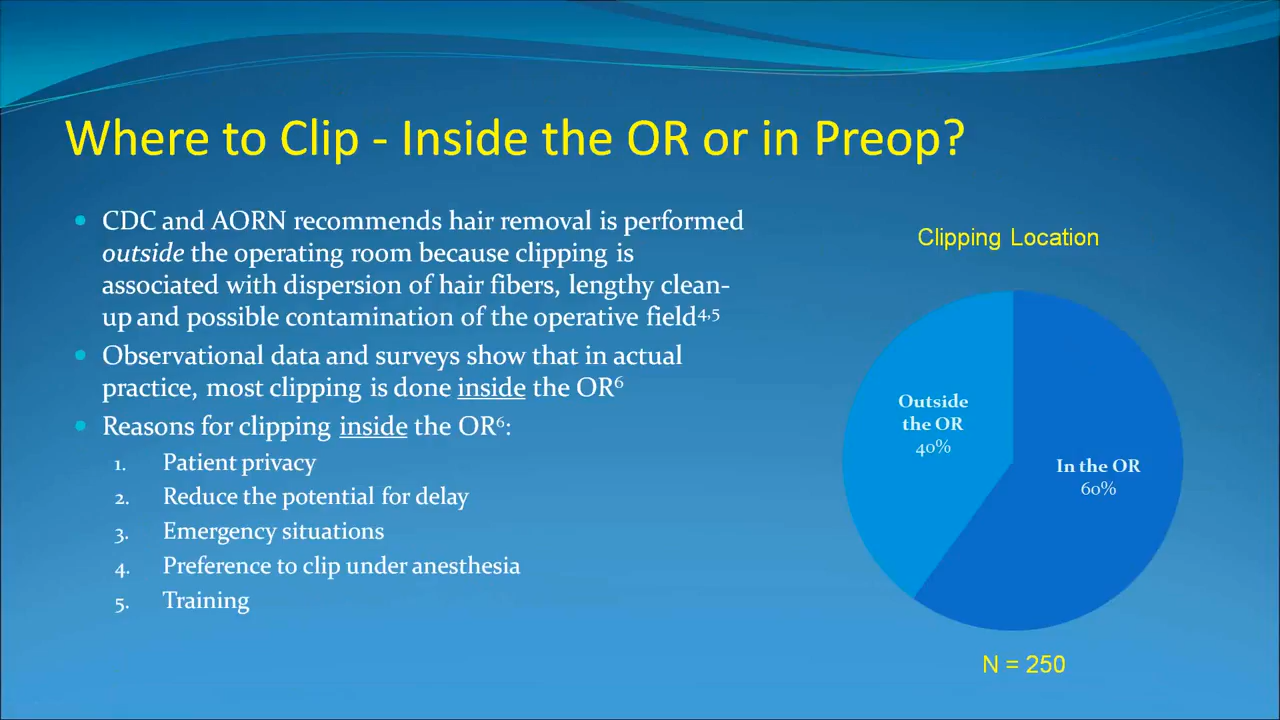 Where to Clip - Inside the OR or in Preop?
CDC and AORN recommends hair removal is performed
outside the operating room because clipping is
associated with dispersion of hair fibers, lengthy clean-
up and possible contamination of the operative field4,5
Observational data and surveys show that in actual
practice, most clipping is done inside the OR6
Reasons for clipping inside the OR6:
1. Patient privacy
2. Reduce the potential for delay
3. Emergency situations
4. Preference to clip under anesthesia
5. Training
Clipping Location
Outside
the OR
40%
In the OR
60%
N = 250